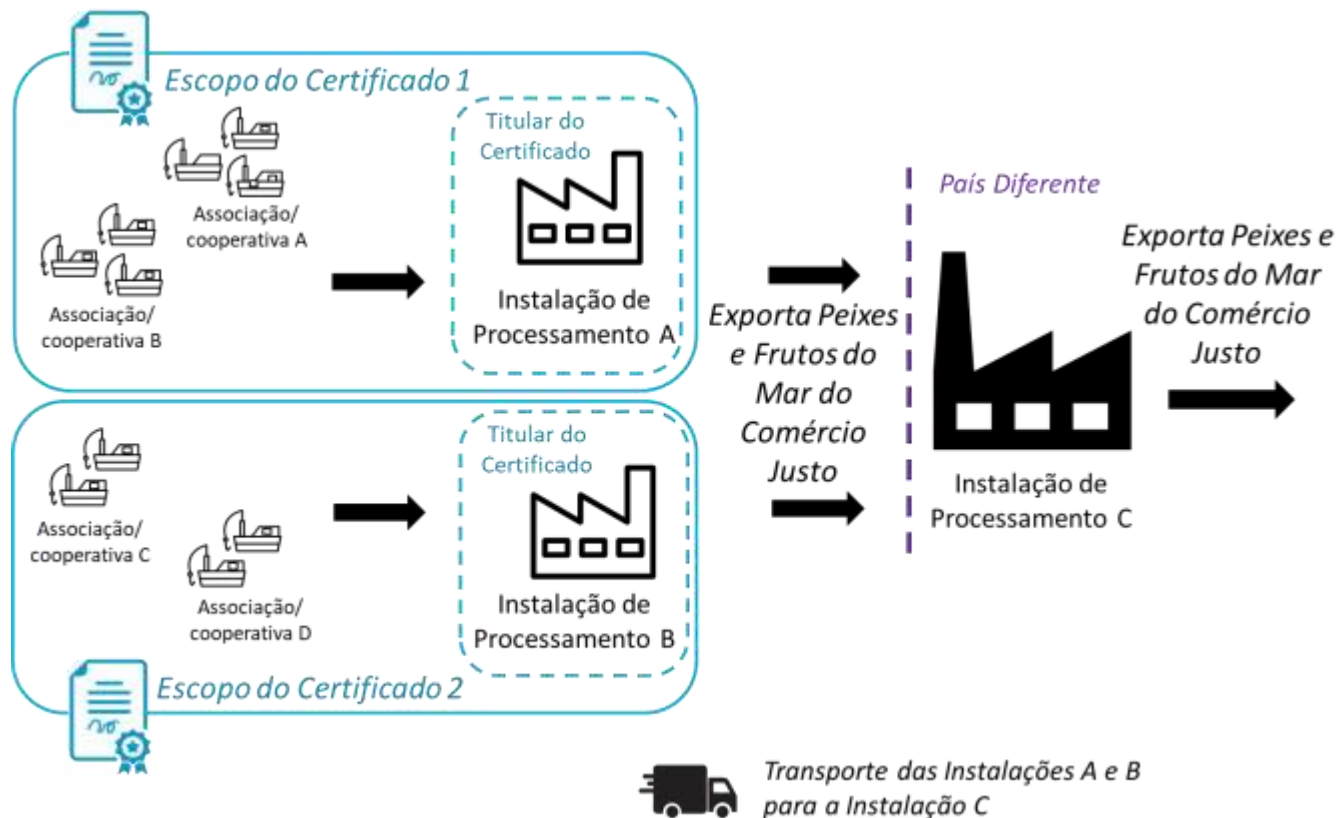 Escopo do Certificado 1
Titular do
Certificado
Associação/
cooperativa A
Associação/
cooperativa B
Instalação de
Processamento A
Exporta Peixes
e Frutos do
Mar do
Comércio
Justo
País Diferente
Instalação de
Processamento C
Exporta Peixes e
Frutos do Mar
do Comércio
Justo
Titular do
Certificado
Associação/
cooperativa C
Associação/
cooperativa D
Instalação de
Processamento B
Escopo do Certificado 2
Transporte das Instalações A e B
para a Instalação C